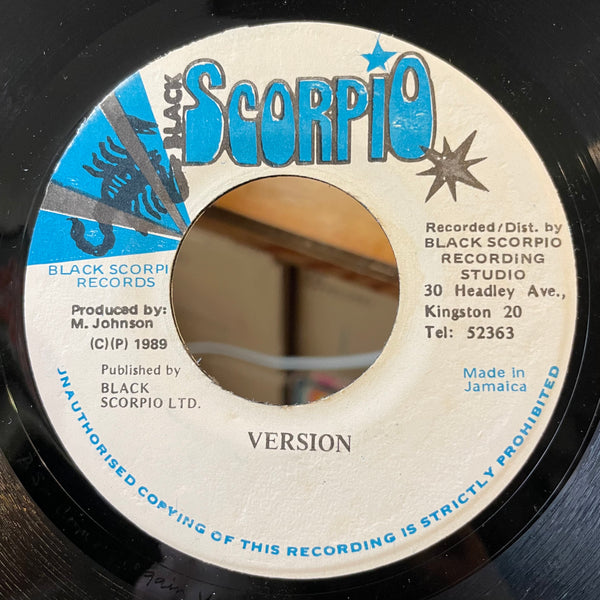 BLACK
SCORPIO
BLACK SCORPI
RECORDS
Produced by:
M. Johnson
(C)(P) 1989
Published by
BLACK
SCORPIO LTD.
Recorded/Dist. by
BLACK SCORPIO
RECORDING
STUDIO
30 Headley Ave.,
Kingston 20
Tel: 52363
Made in
Jamaica
VERSION
UNAUTHORISED COPYING OF THIS RECORDING IS STRICTLY PROHIBITED